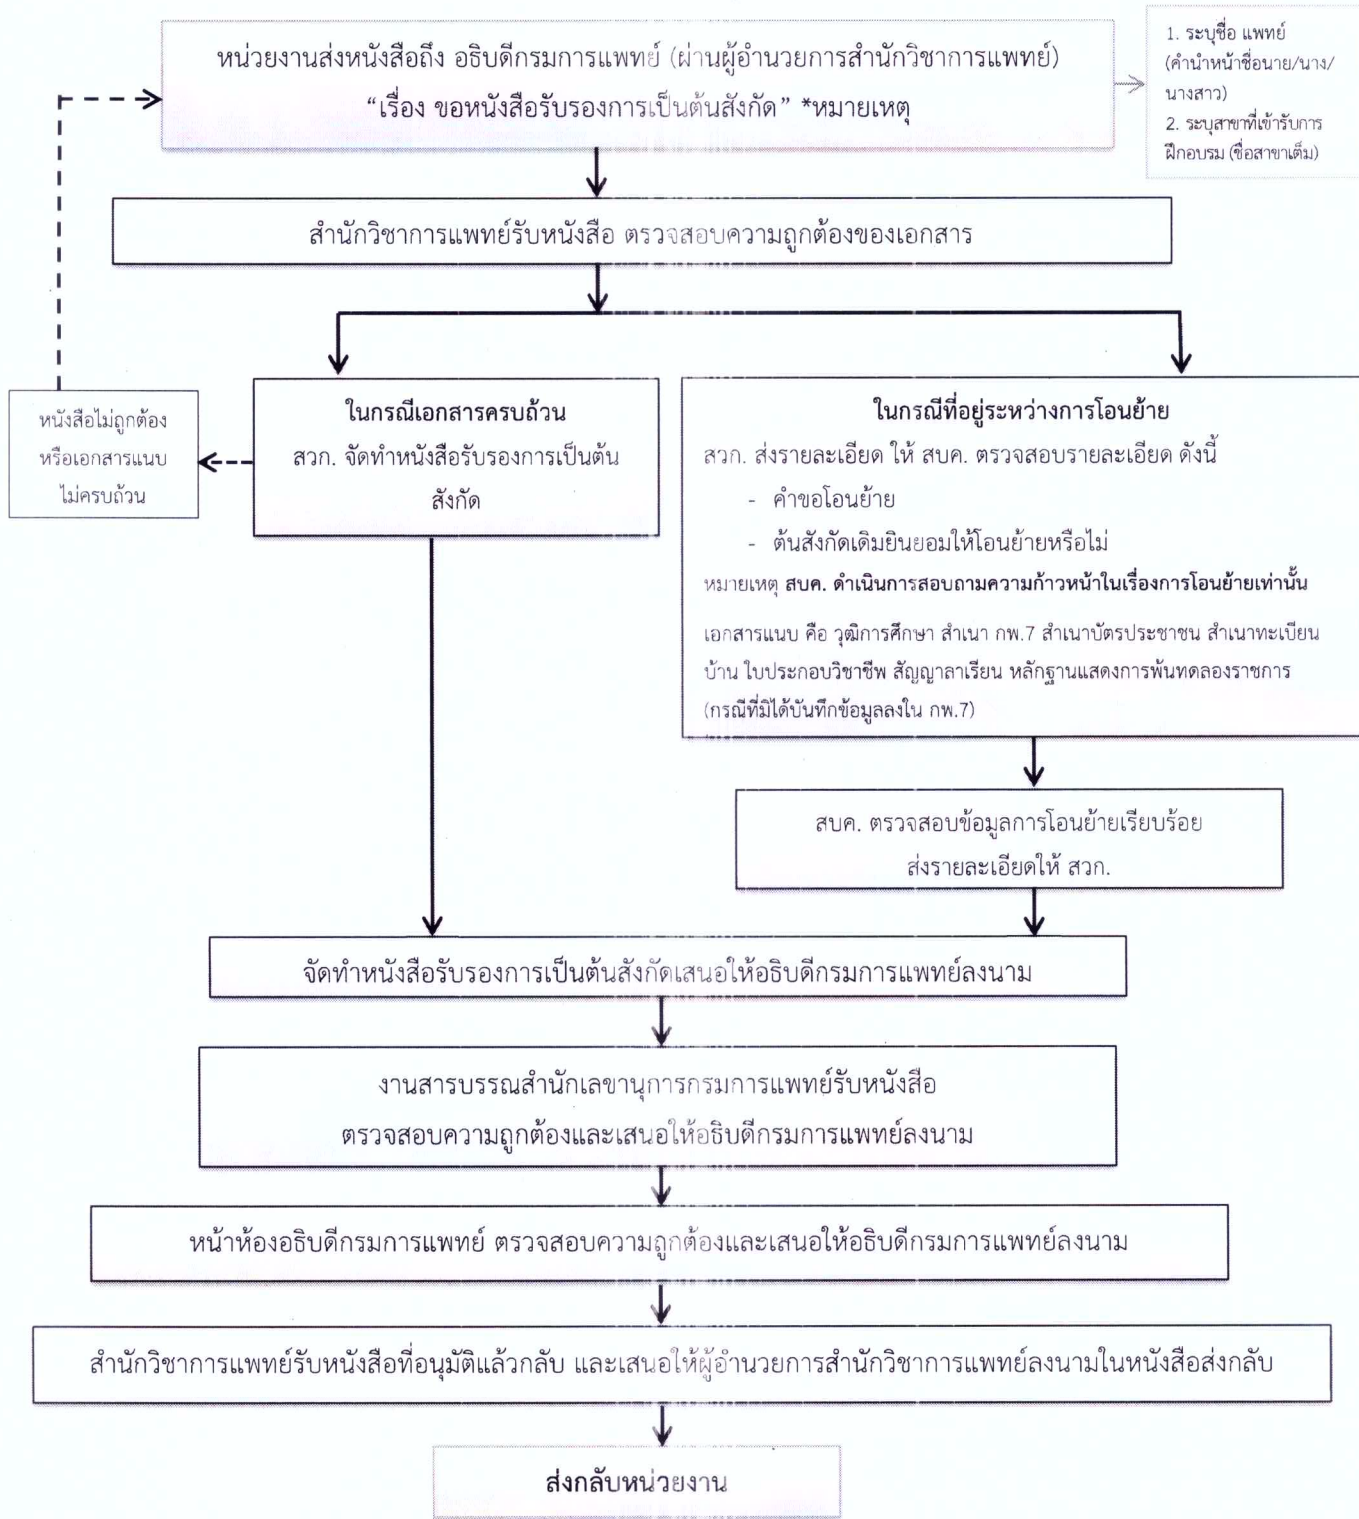 หน่วยงานส่งหนังสือถึง อธิบดีกรมการแพทย์ (ผ่านผู้อำนวยการสำนักวิชาการแพทย์)
“เรื่อง ขอหนังสือรับรองการเป็นต้นสังกัด” *หมายเหตุ
1. ระบุชื่อ แพทย์
(คำนำหน้าชื่อนาย/นาง/
นางสาว)
2. ระบุสาขาที่เข้ารับการ
ฝึกอบรม (ชื่อสาขาเต็ม)
สำนักวิชาการแพทย์รับหนังสือ ตรวจสอบความถูกต้องของเอกสาร
หนังสือไม่ถูกต้อง
หรือเอกสารแนบ
ไม่ครบถ้วน
ในกรณีเอกสารครบถ้วน
สวก. จัดทำหนังสือรับรองการเป็นต้น
สังกัด
ในกรณีที่อยู่ระหว่างการโอนย้าย
สวก. ส่งรายละเอียด ให้ สบค. ตรวจสอบรายละเอียด ดังนี้
- คำขอโอนย้าย
- ต้นสังกัดเดิมยินยอมให้โอนย้ายหรือไม่
หมายเหตุ สบค. ดำเนินการสอบถามความก้าวหน้าในเรื่องการโอนย้ายเท่านั้น
เอกสารแนบ คือ วุฒิการศึกษา สำเนา กพ.7 สำเนาบัตรประชาชน สำเนาทะเบียน
บ้าน ใบประกอบวิชาชีพ สัญญาลาเรียน หลักฐานแสดงการพ้นทดลองราชการ
(กรณีที่มิได้บันทึกข้อมูลลงใน กพ.7)
สบค. ตรวจสอบข้อมูลการโอนย้ายเรียบร้อย
ส่งรายละเอียดให้ สวก.
จัดทำหนังสือรับรองการเป็นต้นสังกัดเสนอให้อธิบดีกรมการแพทย์ลงนาม
งานสารบรรณสำนักเลขานุการกรมการแพทย์รับหนังสือ
ตรวจสอบความถูกต้องและเสนอให้อธิบดีกรมการแพทย์ลงนาม
หน้าห้องอธิบดีกรมการแพทย์ ตรวจสอบความถูกต้องและเสนอให้อธิบดีกรมการแพทย์ลงนาม
สำนักวิชาการแพทย์รับหนังสือที่อนุมัติแล้วกลับ และเสนอให้ผู้อำนวยการสำนักวิชาการแพทย์ลงนามในหนังสือส่งกลับ
ส่งกลับหน่วยงาน